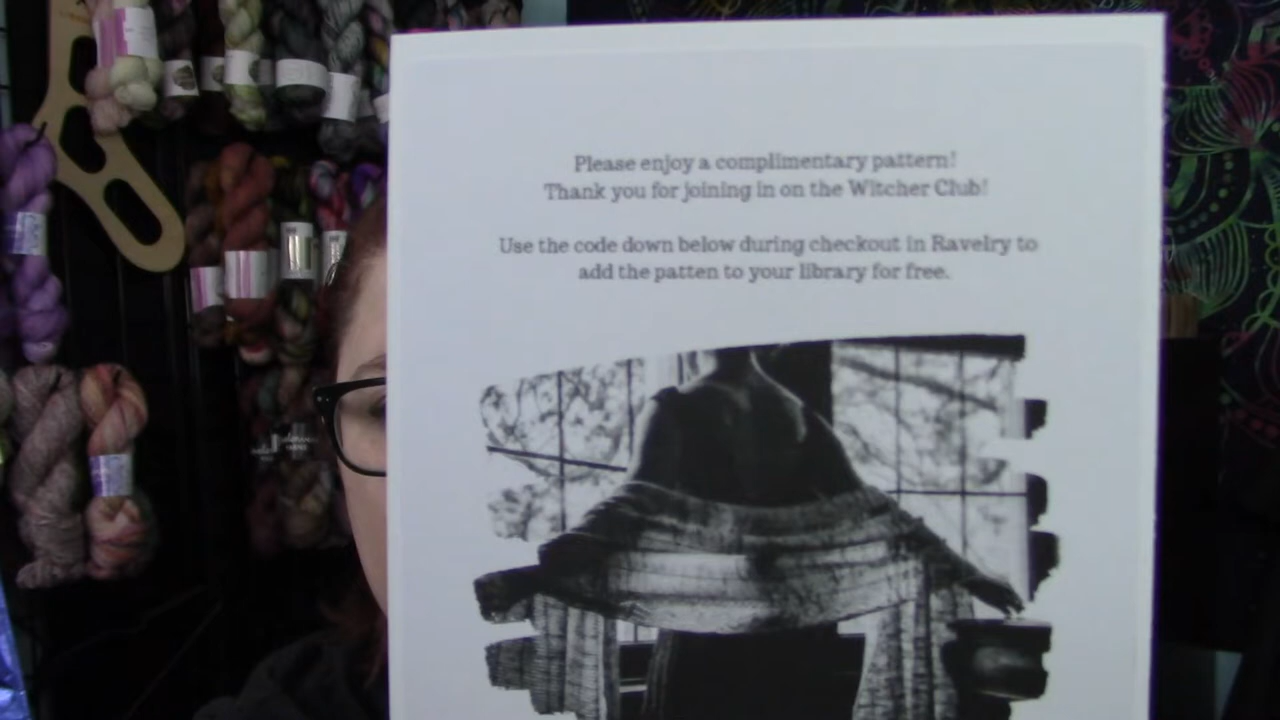 Please enjoy a complimentary pattern!
Thank you for joining in on the Witcher Club!
Use the code down below during checkout in Ravelry to
add the patten to your library for free.